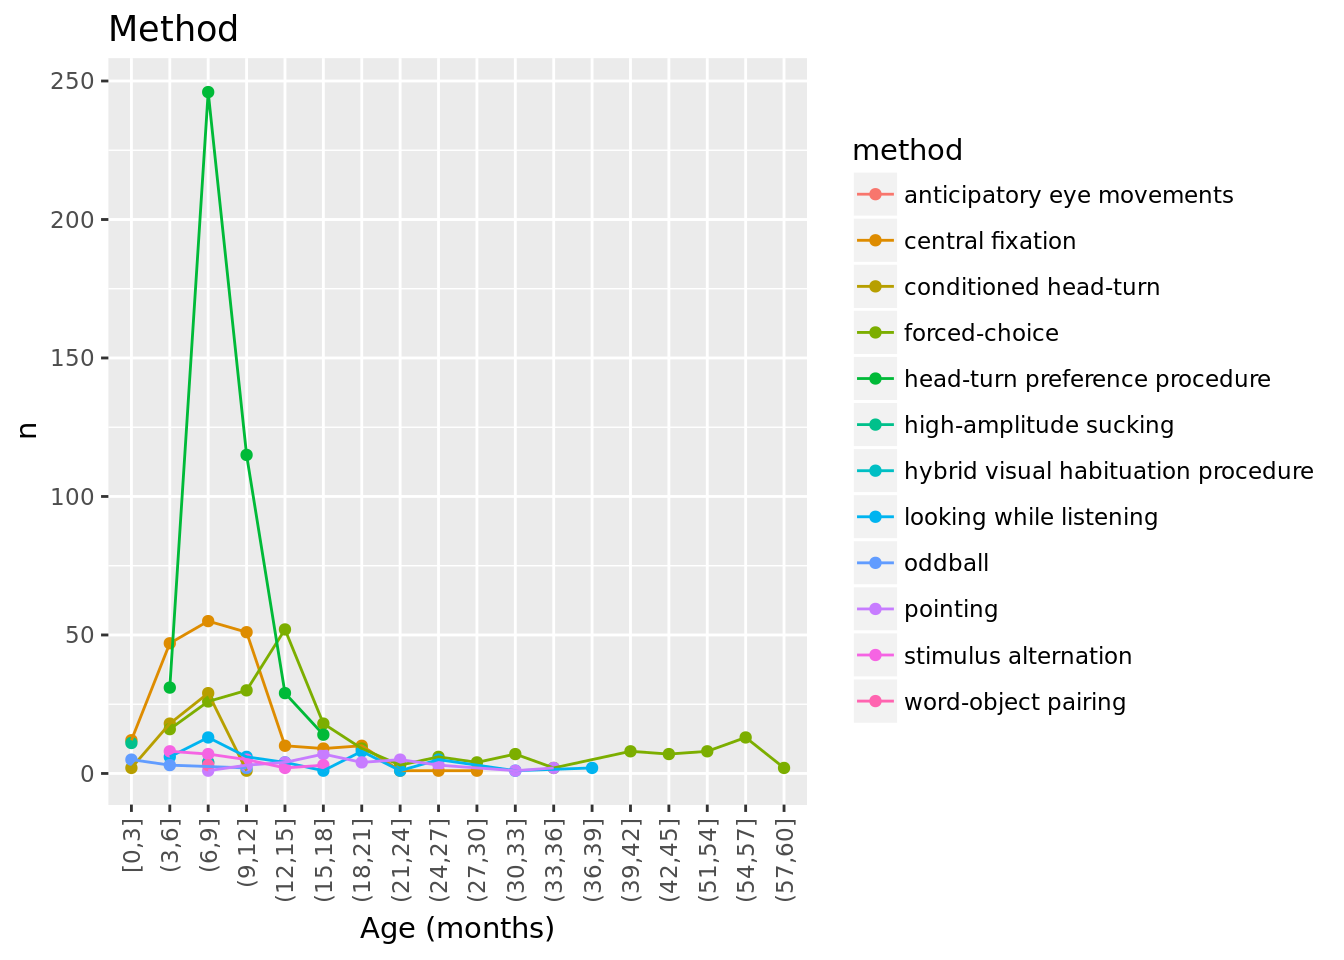 Method
250
200
150
100
50
0
n
[0,3]
(3,6]
(6,9]
(9,12]
(12,15]
(15,18]
(18,21]
(21,24]
(24,27]
(27,30]
(30,33]
(33,36]
(36,39]
(39,42]
(42,45]
(51,54]
(54,57]
(57,60]
Age (months)
method
anticipatory eye movements
central fixation
conditioned head-turn
forced-choice
head-turn preference procedure
high-amplitude sucking
hybrid visual habituation procedure
looking while listening
oddball
pointing
stimulus alternation
word-object pairing